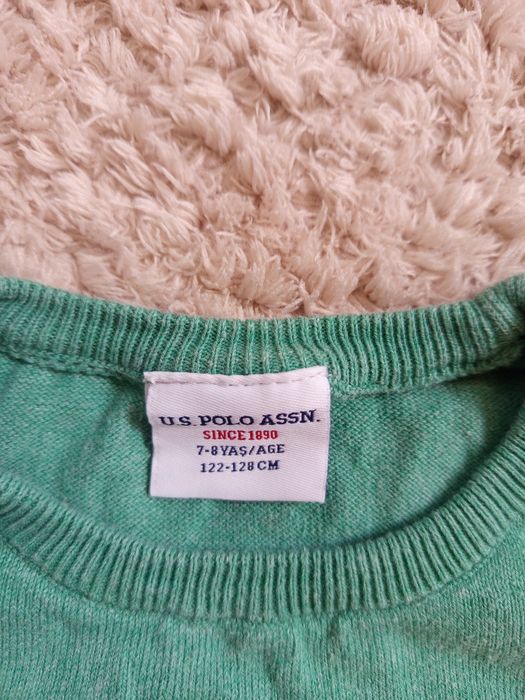 U.S. POLO ASSN.
SINCE 1890
7-8 YAŞ/AGE
122-128 CM